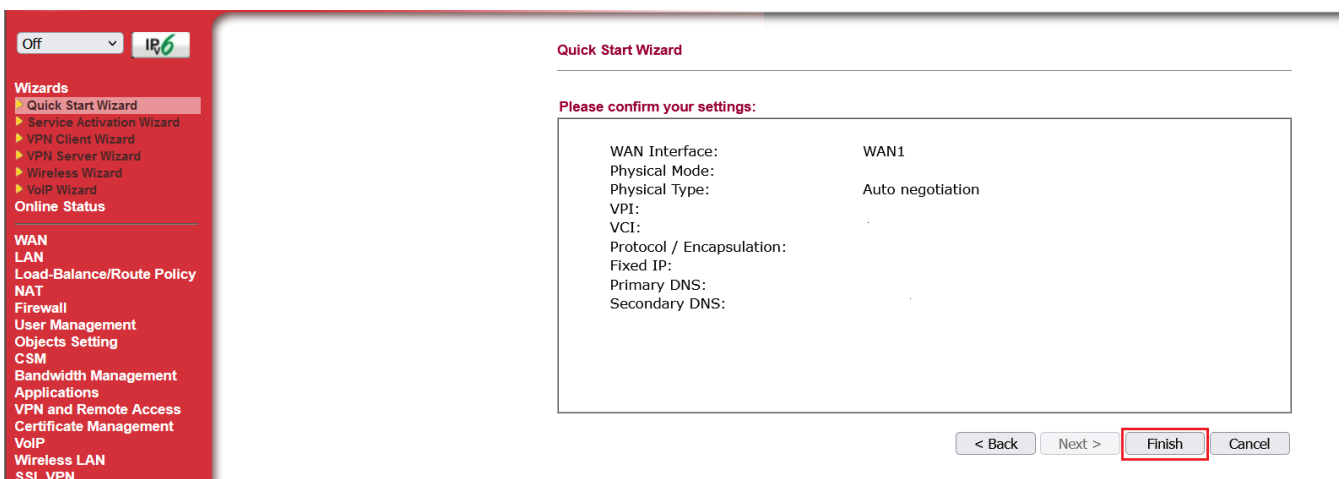 Off
IPv6
Wizards
Quick Start Wizard
Service Activation Wizard
VPN Client Wizard
VPN Server Wizard
Wireless Wizard
VoIP Wizard
Online Status
WAN
LAN
Load-Balance/Route Policy
NAT
Firewall
User Management
Objects Setting
CSM
Bandwidth Management
Applications
VPN and Remote Access
Certificate Management
VoIP
Wireless LAN
SSL VPN
Quick Start Wizard
Please confirm your settings:
WAN Interface: WAN1
Physical Mode:
Physical Type: Auto negotiation
VPI:
VCI:
Protocol / Encapsulation:
Fixed IP:
Primary DNS:
Secondary DNS:
< Back Next > Finish Cancel